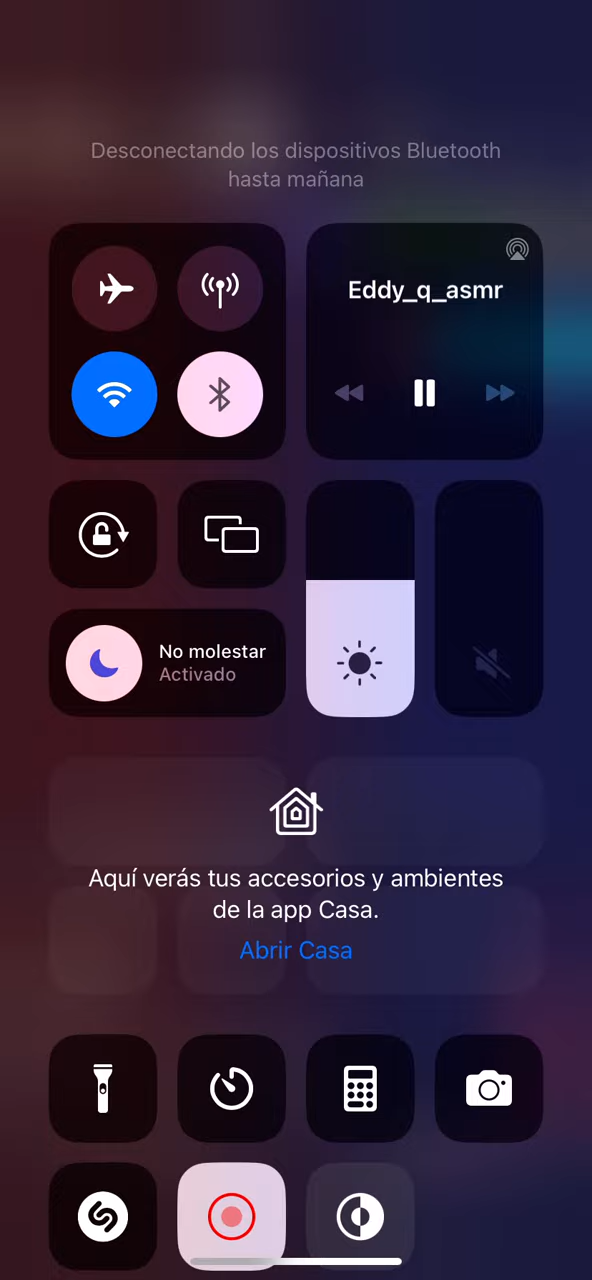 Desconectando los dispositivos Bluetooth
hasta mañana
Eddy_q_asmr
No molestar
Activado
Aquí verás tus accesorios y ambientes
de la app Casa.
Abrir Casa